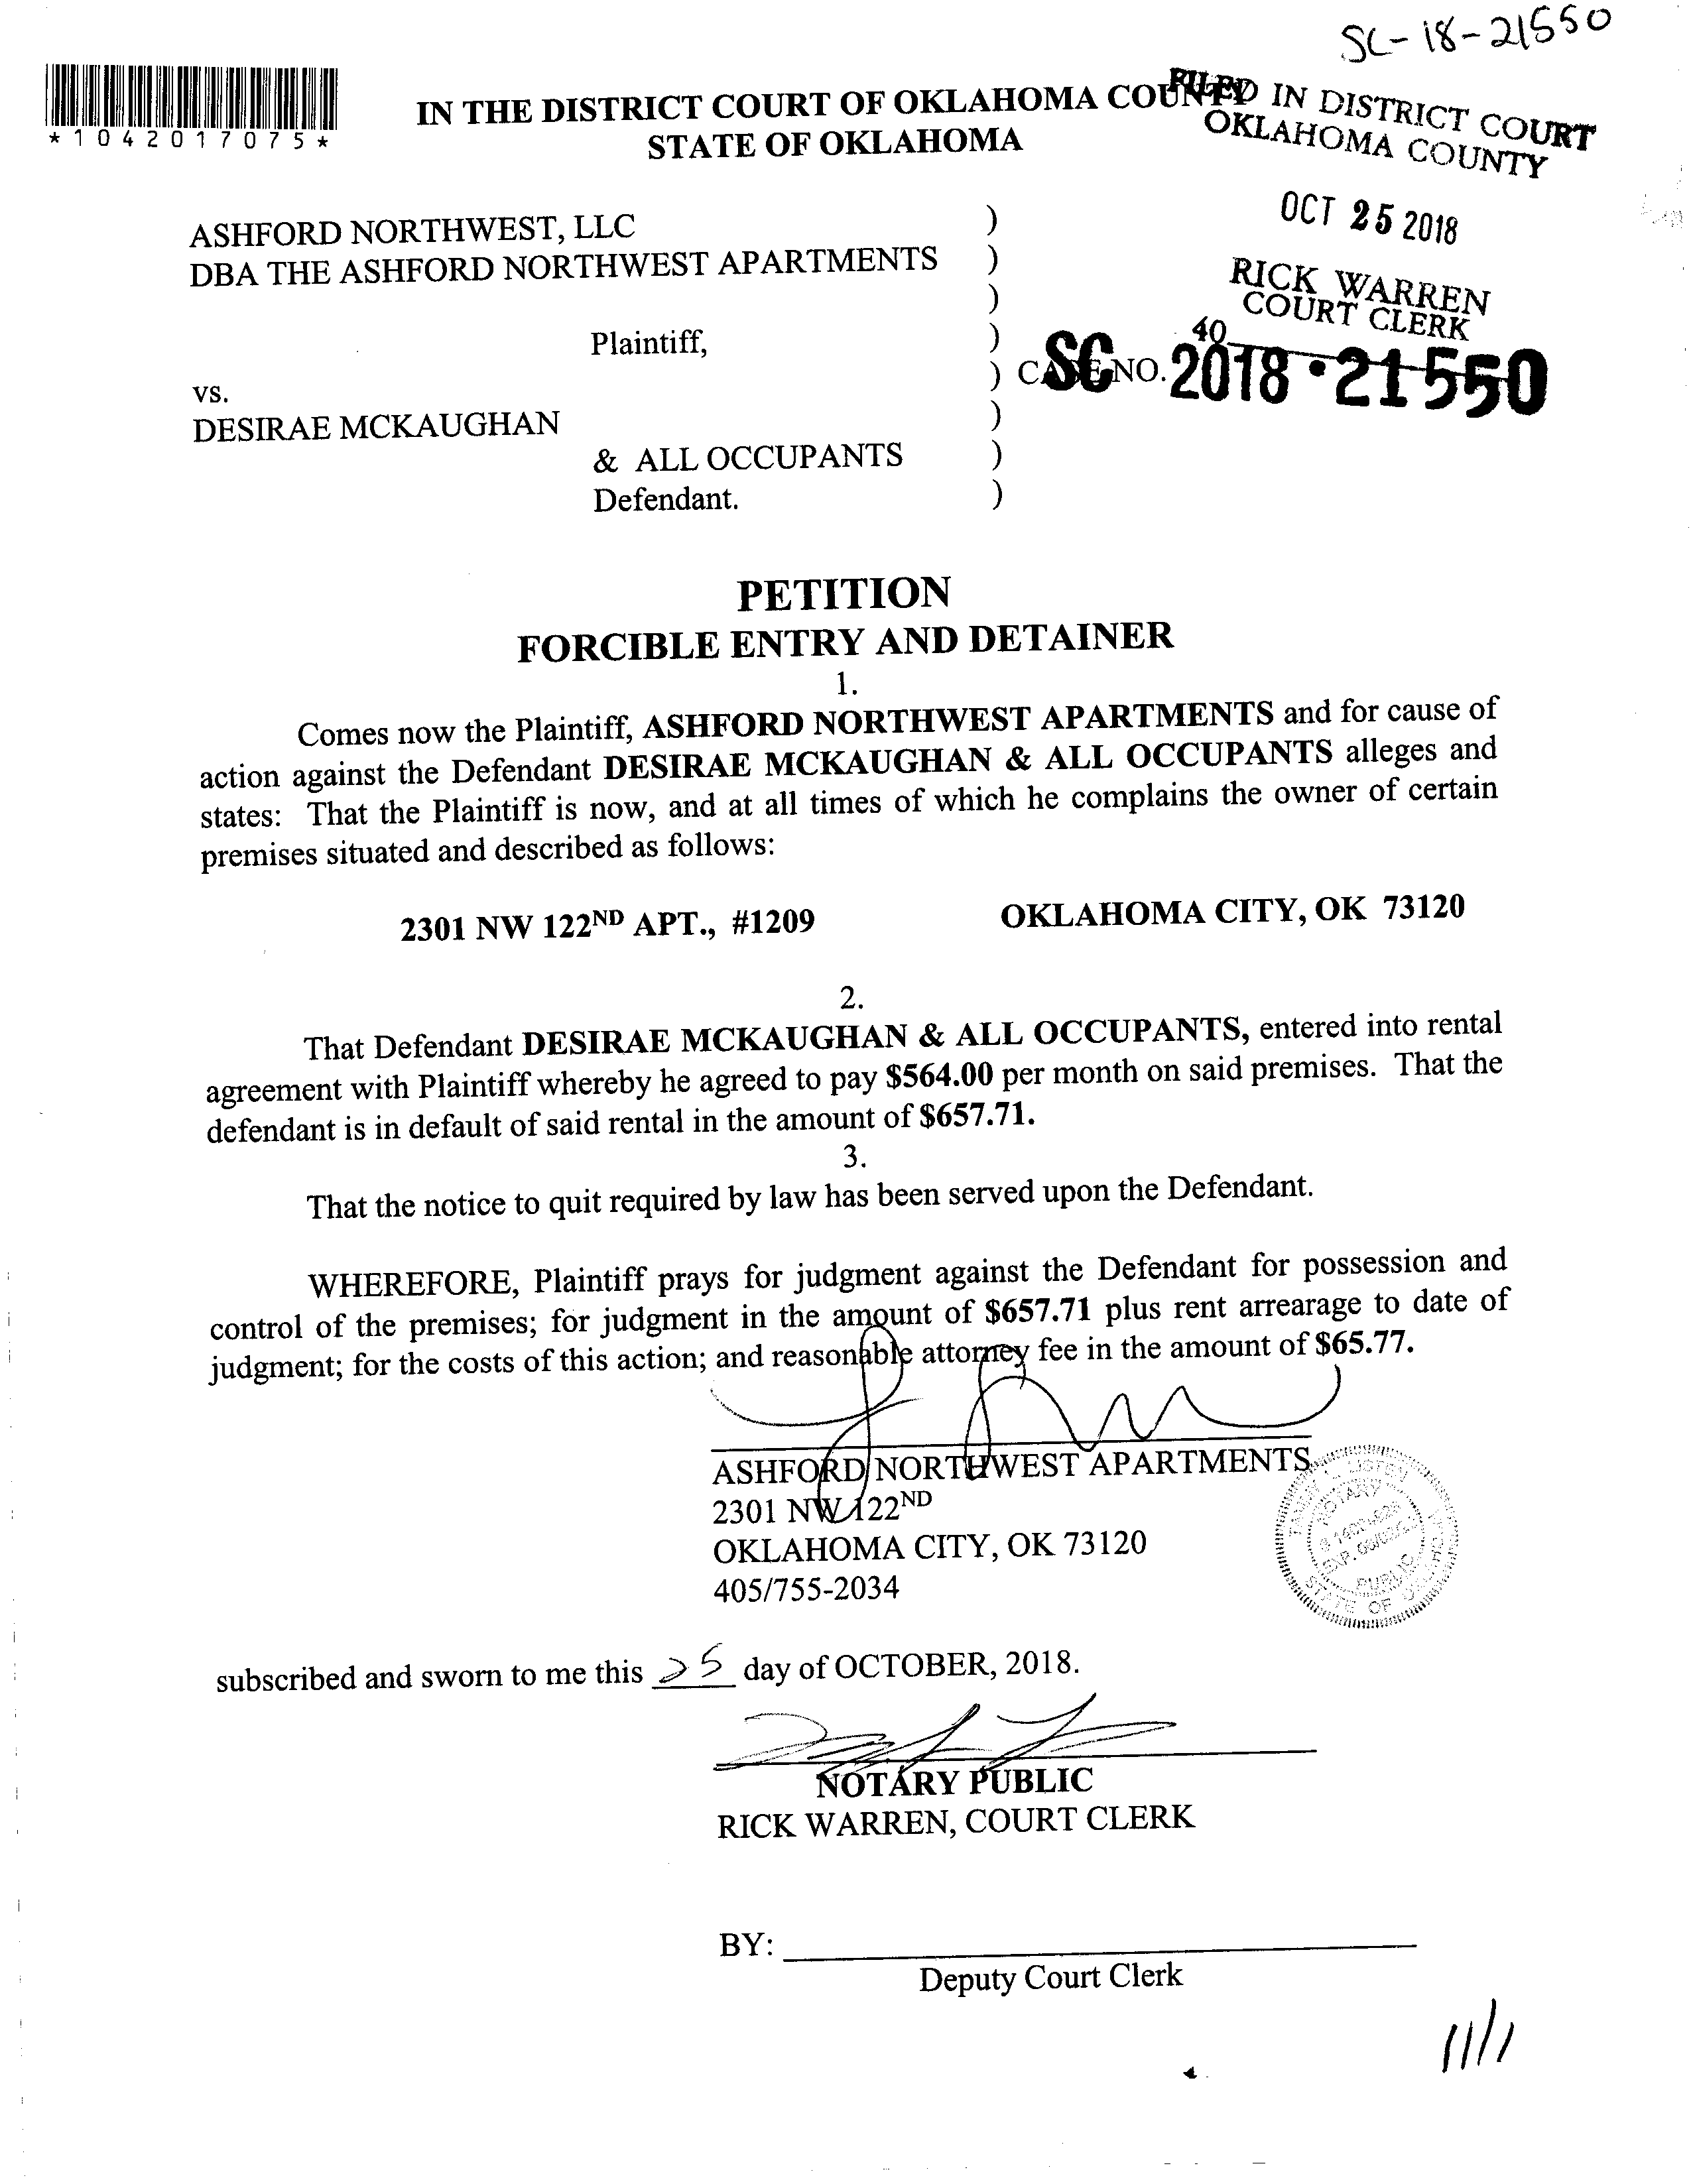 SC-18-21550
*1042017075*
IN THE DISTRICT COURT OF OKLAHOMA COUNTY
STATE OF OKLAHOMA
FILED IN DISTRICT COURT
OKLAHOMA COUNTY
OCT 25 2018
RICK WARREN
COURT CLERK
40
ASHFORD NORTHWEST, LLC )
DBA THE ASHFORD NORTHWEST APARTMENTS )
)
Plaintiff, )
) CASE NO. SC 2018-21550
vs.
DESIRAE MCKAUGHAN )
& ALL OCCUPANTS )
Defendant. )
PETITION
FORCIBLE ENTRY AND DETAINER
1.
Comes now the Plaintiff, ASHFORD NORTHWEST APARTMENTS and for cause of
action against the Defendant DESIRAE MCKAUGHAN & ALL OCCUPANTS alleges and
states: That the Plaintiff is now, and at all times of which he complains the owner of certain
premises situated and described as follows:
2301 NW 122ND APT., #1209 OKLAHOMA CITY, OK 73120
2.
That Defendant DESIRAE MCKAUGHAN & ALL OCCUPANTS, entered into rental
agreement with Plaintiff whereby he agreed to pay $564.00 per month on said premises. That the
defendant is in default of said rental in the amount of $657.71.
3.
That the notice to quit required by law has been served upon the Defendant.
WHEREFORE, Plaintiff prays for judgment against the Defendant for possession and
control of the premises; for judgment in the amount of $657.71 plus rent arrearage to date of
judgment; for the costs of this action; and reasonable attorney fee in the amount of $65.77.
ASHFORD NORTHWEST APARTMENTS
2301 NW 122ND
OKLAHOMA CITY, OK 73120
405/755-2034
NOTARY
PUBLIC
STATE OF OKLAHOMA
subscribed and sworn to me this 25 day of OCTOBER, 2018.
NOTARY PUBLIC
RICK WARREN, COURT CLERK
BY:
Deputy Court Clerk
11/1